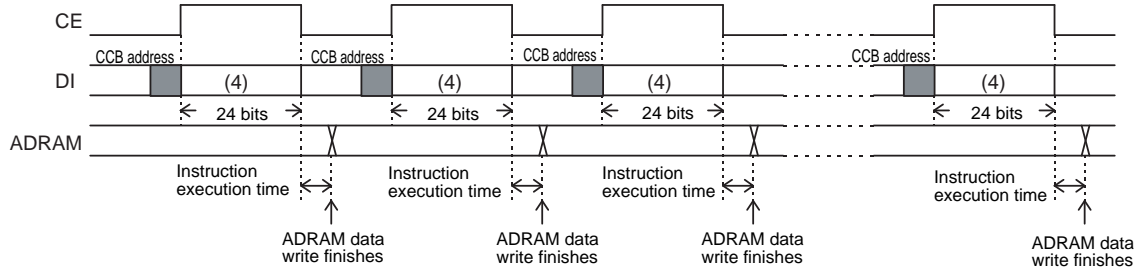 CE
CCB address CCB address CCB address CCB address
DI (4) (4) (4) (4)
24 bits 24 bits 24 bits 24 bits
ADRAM
Instruction execution time
Instruction execution time
Instruction execution time
Instruction execution time
ADRAM data write finishes
ADRAM data write finishes
ADRAM data write finishes
ADRAM data write finishes